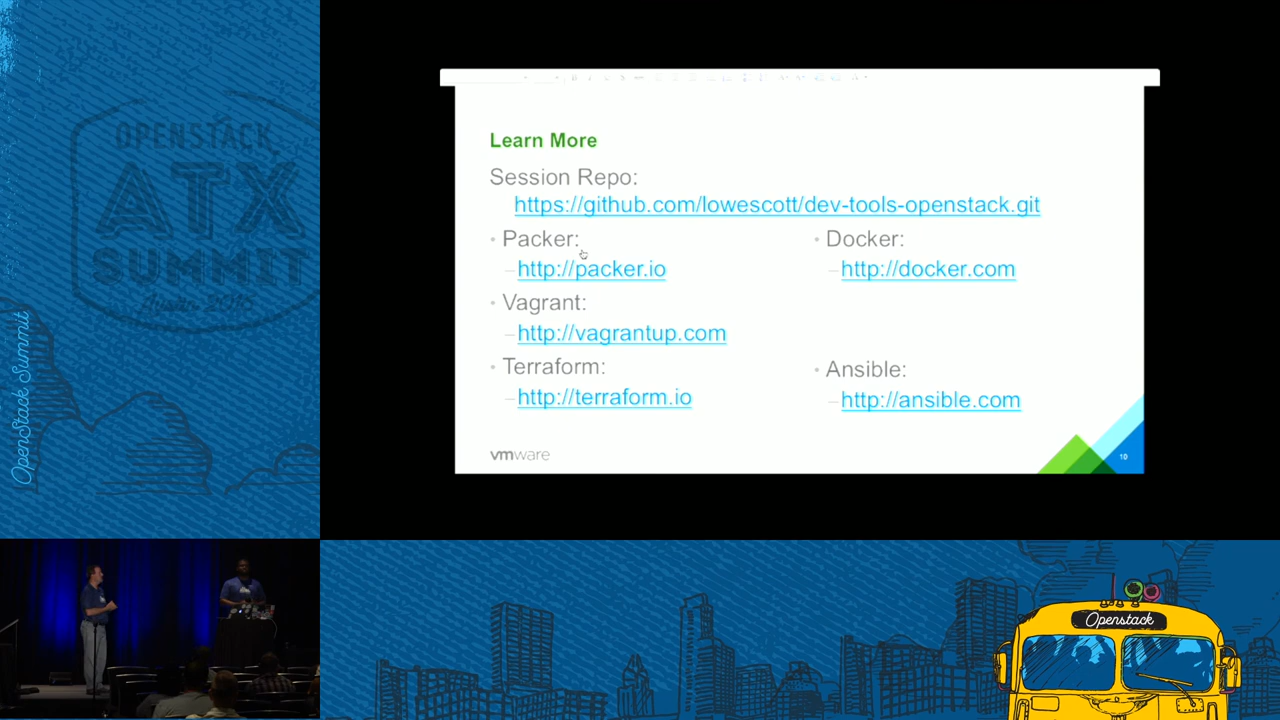 OPENSTACK
ATX
SUMMIT
Austin 2016
OpenStack Summit
Learn More
Session Repo:
https://github.com/lowescott/dev-tools-openstack.git
• Packer:
–http://packer.io
• Vagrant:
–http://vagrantup.com
• Terraform:
–http://terraform.io
• Docker:
–http://docker.com
• Ansible:
–http://ansible.com
vmware
10
Openstack